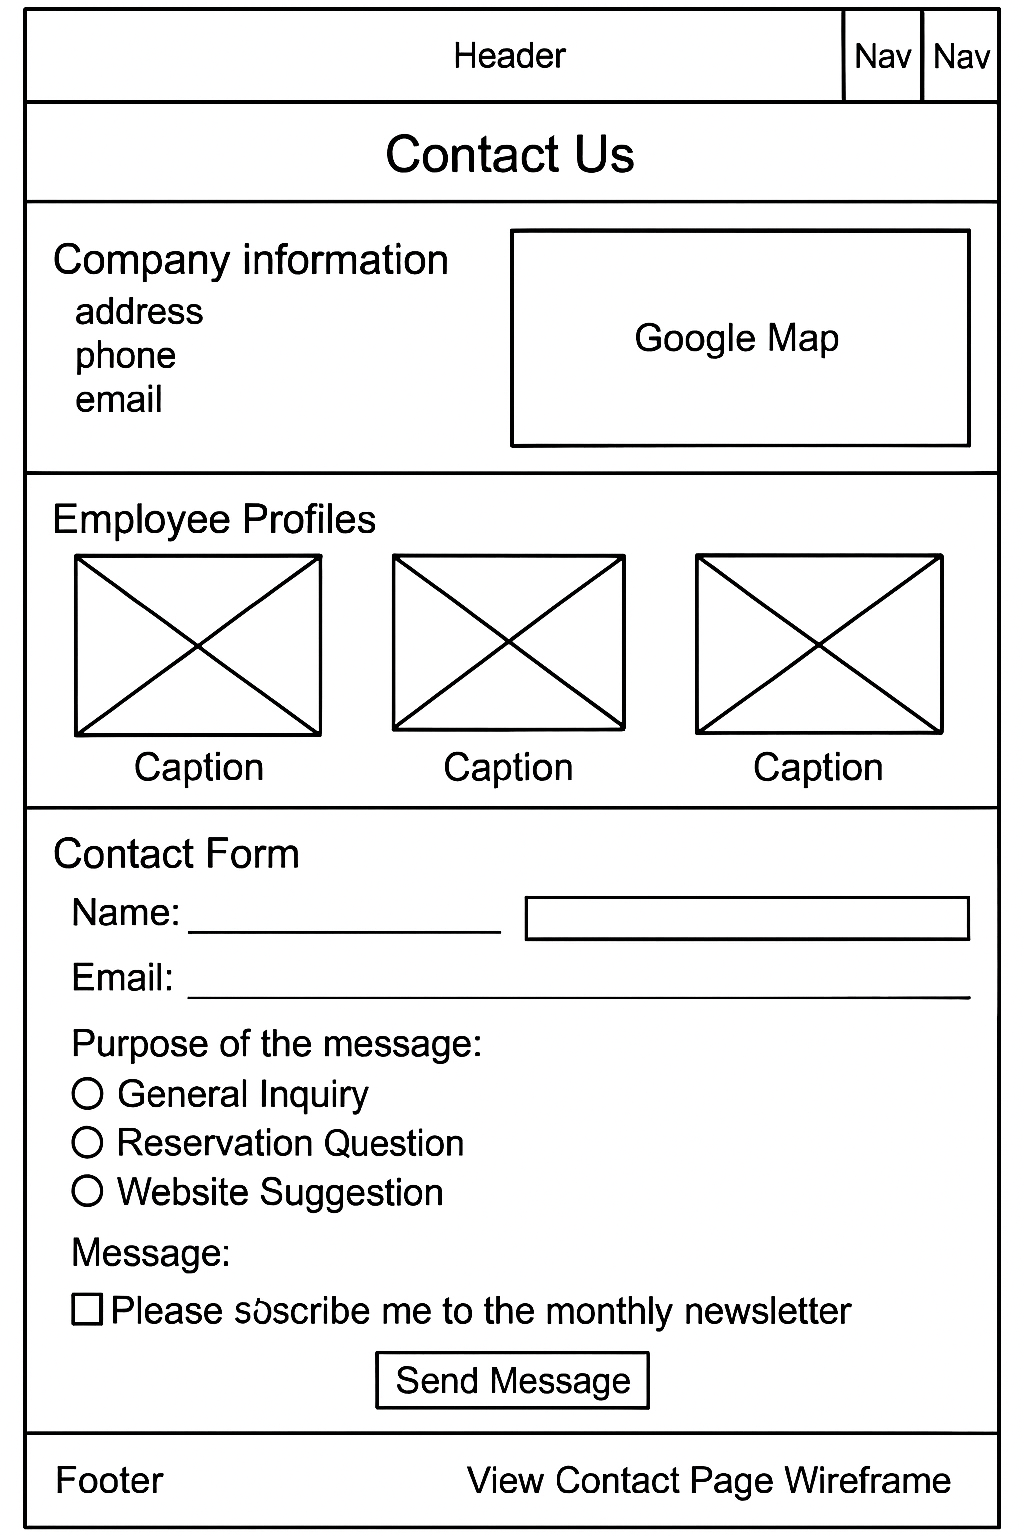 Header Nav Nav
Contact Us
Company information
address
phone
email
Google Map
Employee Profiles
Caption Caption Caption
Contact Form
Name:
Email:
Purpose of the message:
General Inquiry
Reservation Question
Website Suggestion
Message:
Please sɔ̇scribe me to the monthly newsletter
Send Message
Footer View Contact Page Wireframe